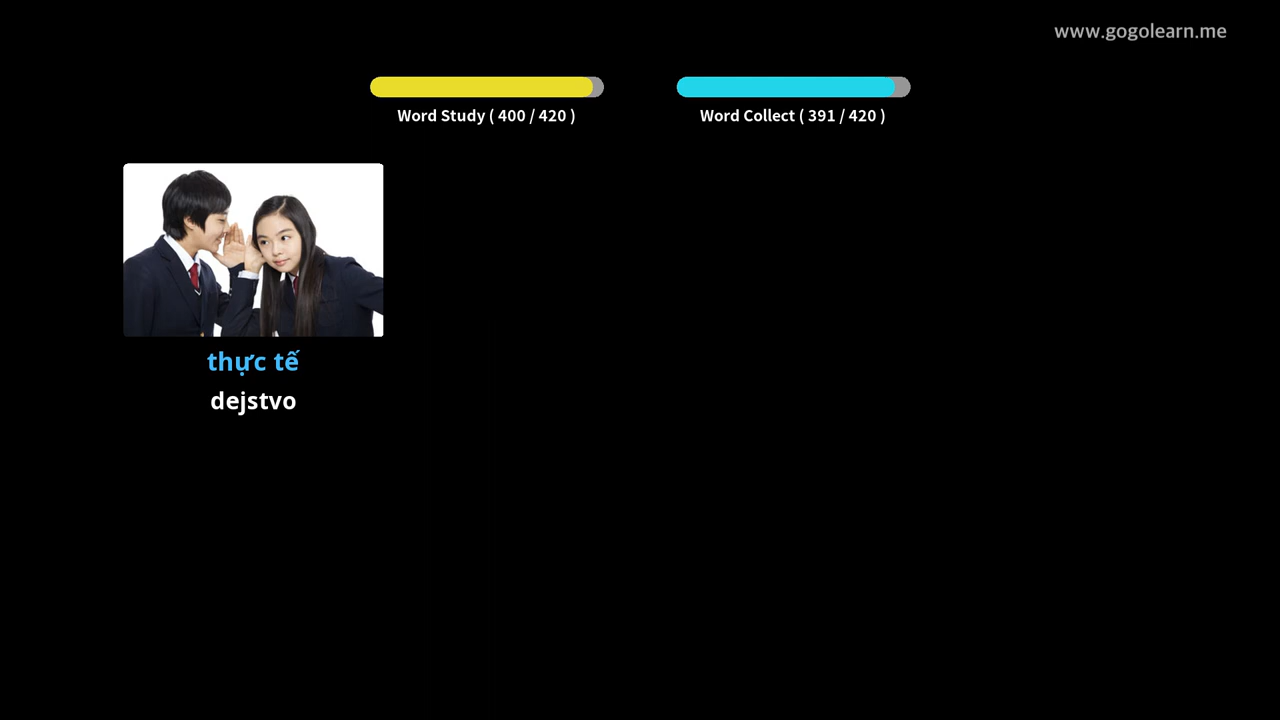 www.gogolearn.me
Word Study ( 400 / 420 )
Word Collect ( 391 / 420 )
thực tế
dejstvo